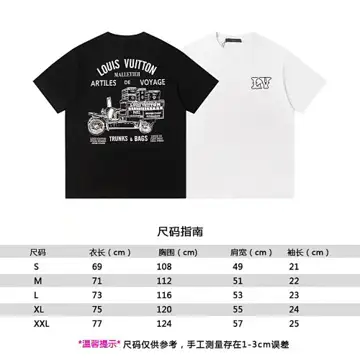 LOUIS VUITTON
MALLETIER
ARTILES DE VOYAGE
LOUIS VUITTON
TRUNKS & BAGS
LV
尺码指南
尺码 衣长(cm) 胸围(cm) 肩宽(cm) 袖长(cm)
S 69 108 49 21
M 71 112 51 22
L 73 116 53 23
XL 75 120 55 24
XXL 77 124 57 25
*温馨提示* 尺码仅供参考，手工测量存在1-3cm误差